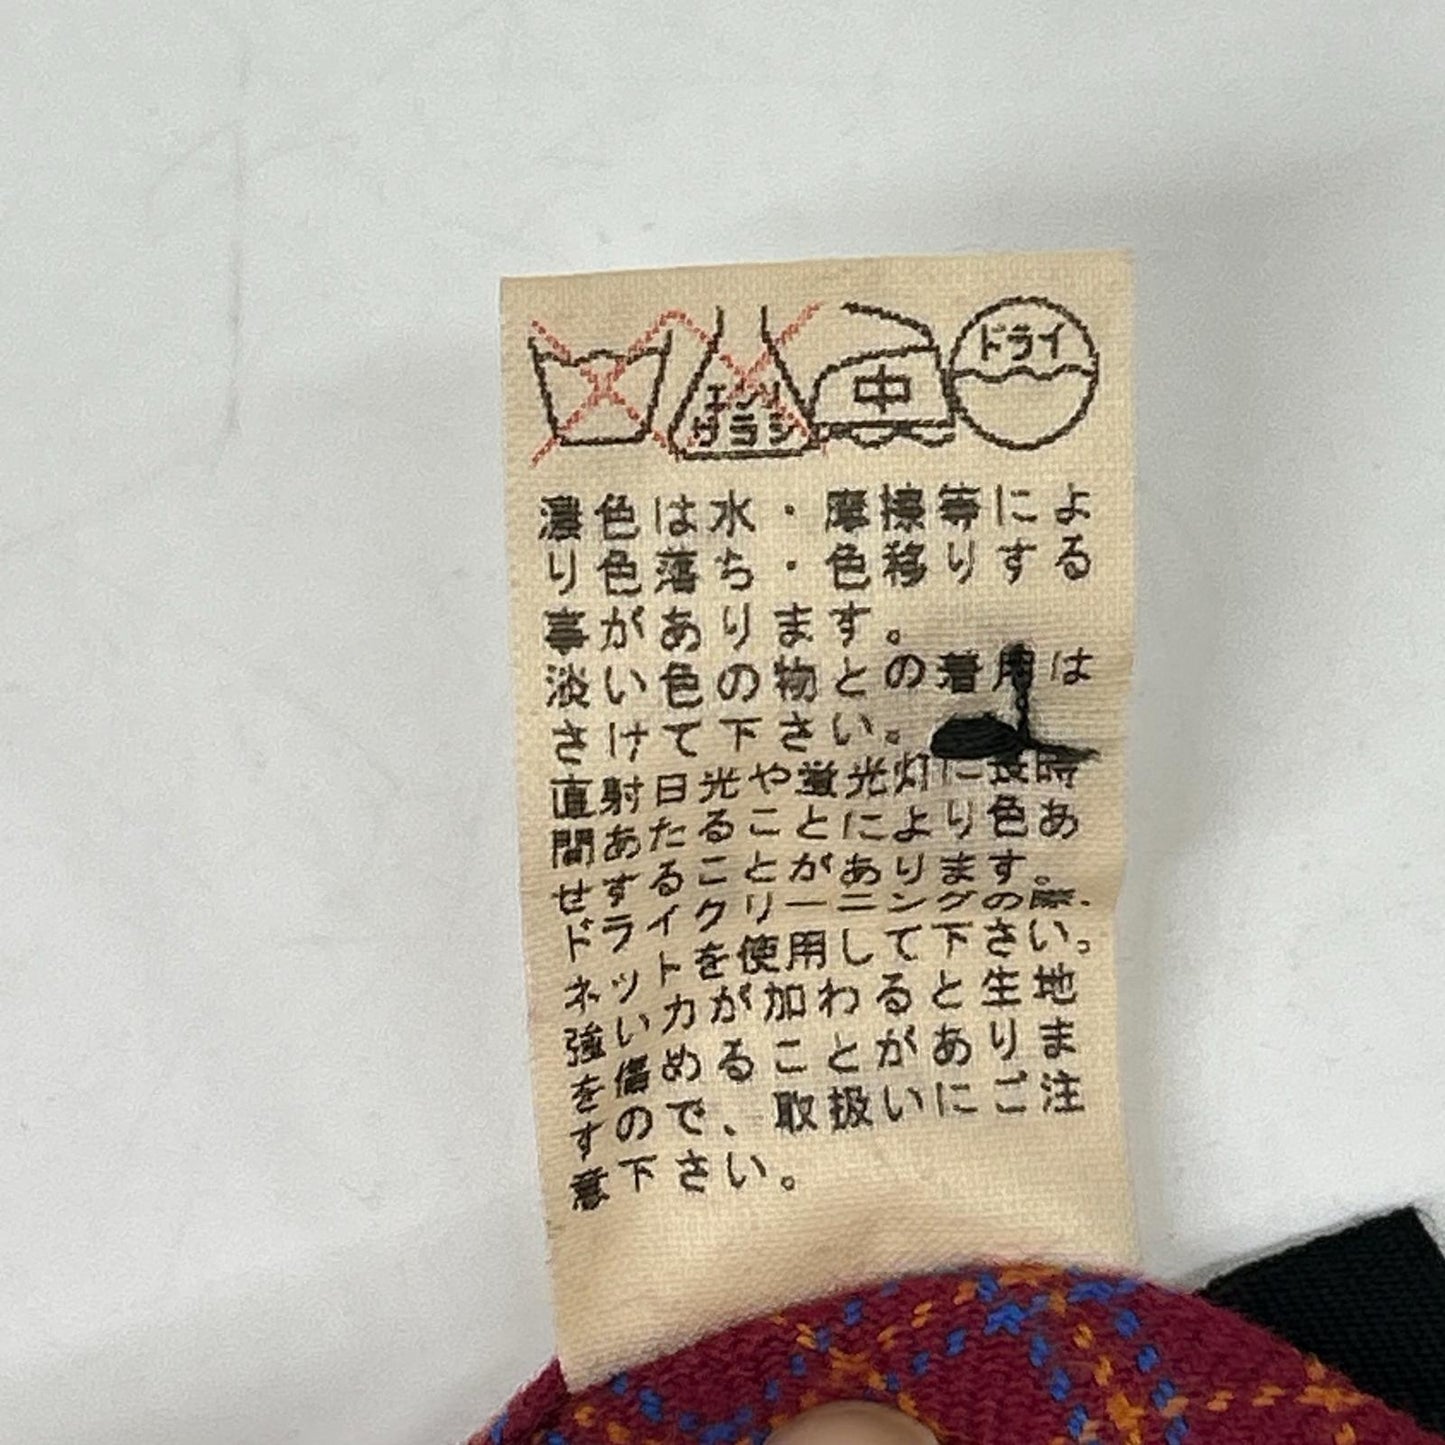 エンソ
サラシ
中
ドライ
濃色は水・摩擦等によ
り色落ち・色移りする
事があります。
淡い色の物との着用は
さけて下さい。
直射日光や蛍光灯に長時
間あたることにより色あ
せすることがあります。
ドライクリーニングの際、
ネットを使用して下さい。
強い力が加わると生地
を傷めることがありま
すので、取扱いにご注
意下さい。